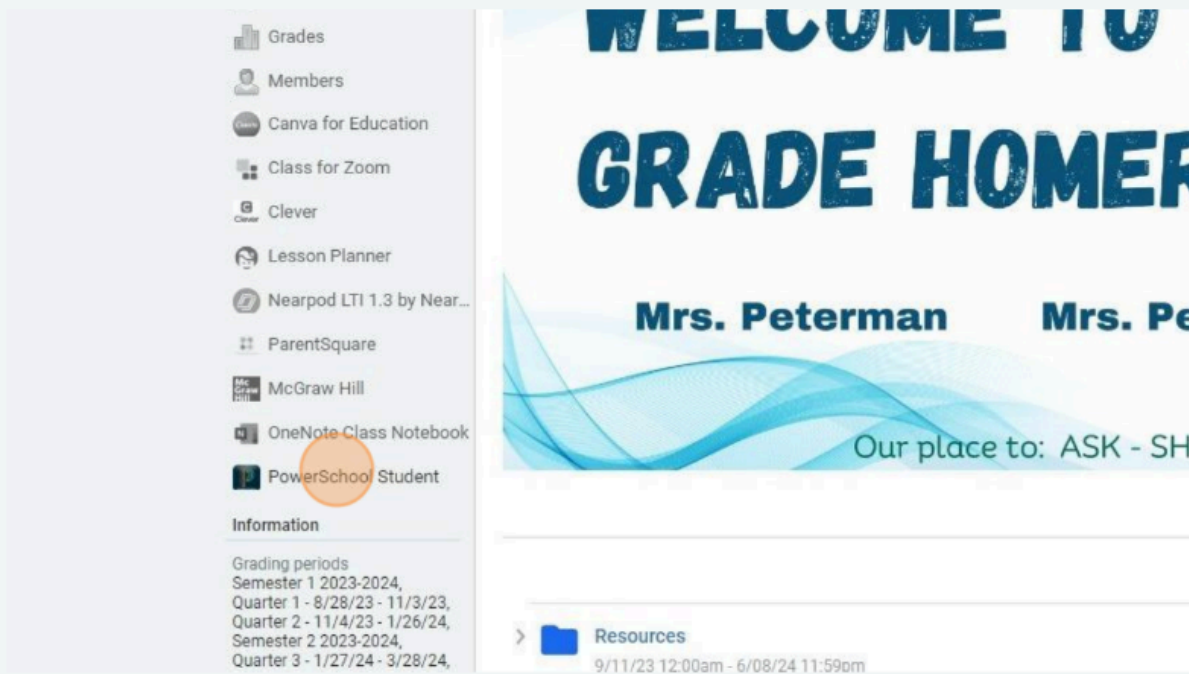 Grades
Members
Canva for Education
Class for Zoom
Clever
Lesson Planner
Nearpod LTI 1.3 by Near...
ParentSquare
McGraw Hill
OneNote Class Notebook
PowerSchool Student
Information
Grading periods
Semester 1 2023-2024,
Quarter 1 - 8/28/23 - 11/3/23,
Quarter 2 - 11/4/23 - 1/26/24,
Semester 2 2023-2024,
Quarter 3 - 1/27/24 - 3/28/24,
WELCOME TO
GRADE HOMER
Mrs. Peterman Mrs. Pe
Our place to: ASK - SH
Resources
9/11/23 12:00am - 6/08/24 11:59pm